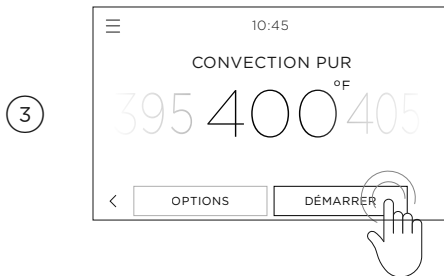 10:45
CONVECTION PUR
3
395 400°F 405
OPTIONS DÉMARRER